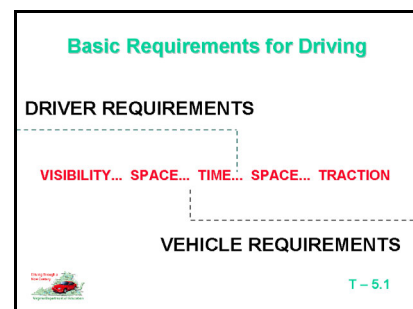 Basic Requirements for Driving
DRIVER REQUIREMENTS
VISIBILITY... SPACE... TIME... SPACE... TRACTION
VEHICLE REQUIREMENTS
T – 5.1